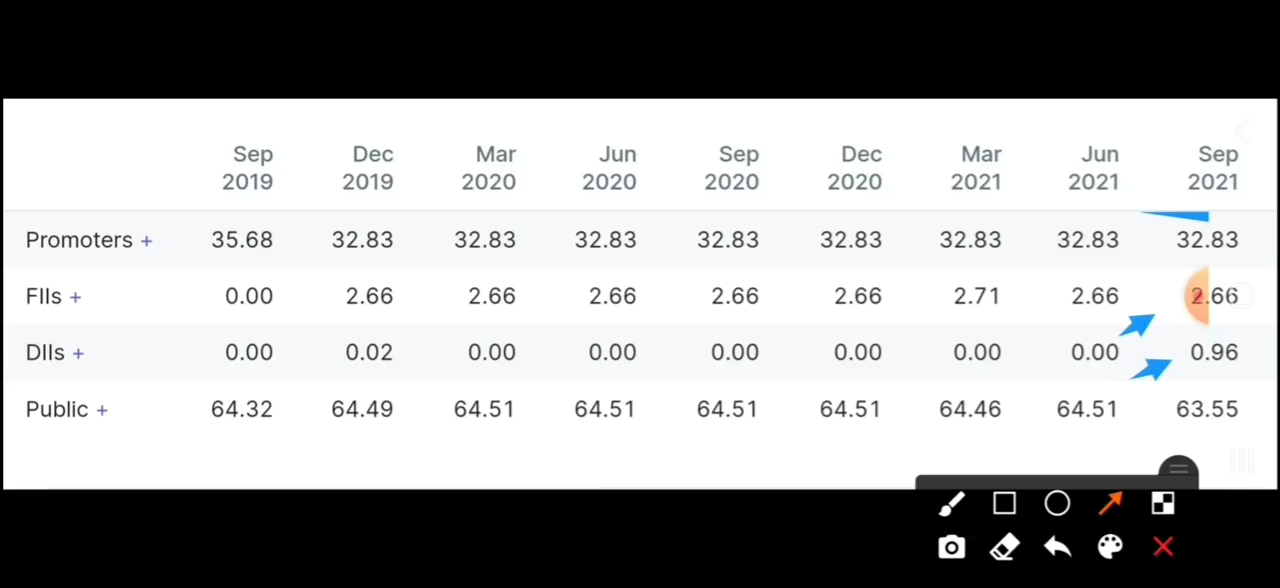 Sep Dec Mar Jun Sep Dec Mar Jun Sep
2019 2019 2020 2020 2020 2020 2021 2021 2021
Promoters + 35.68 32.83 32.83 32.83 32.83 32.83 32.83 32.83 32.83
FIIs + 0.00 2.66 2.66 2.66 2.66 2.66 2.71 2.66 2.66
DIIs + 0.00 0.02 0.00 0.00 0.00 0.00 0.00 0.00 0.96
Public + 64.32 64.49 64.51 64.51 64.51 64.51 64.46 64.51 63.55